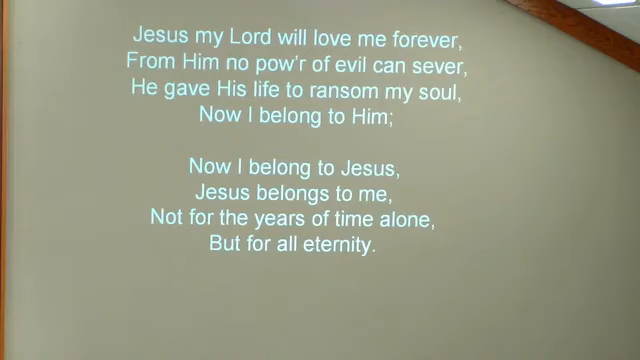 Jesus my Lord will love me forever,
From Him no pow'r of evil can sever,
He gave His life to ransom my soul,
Now I belong to Him;
Now I belong to Jesus,
Jesus belongs to me,
Not for the years of time alone,
But for all eternity.